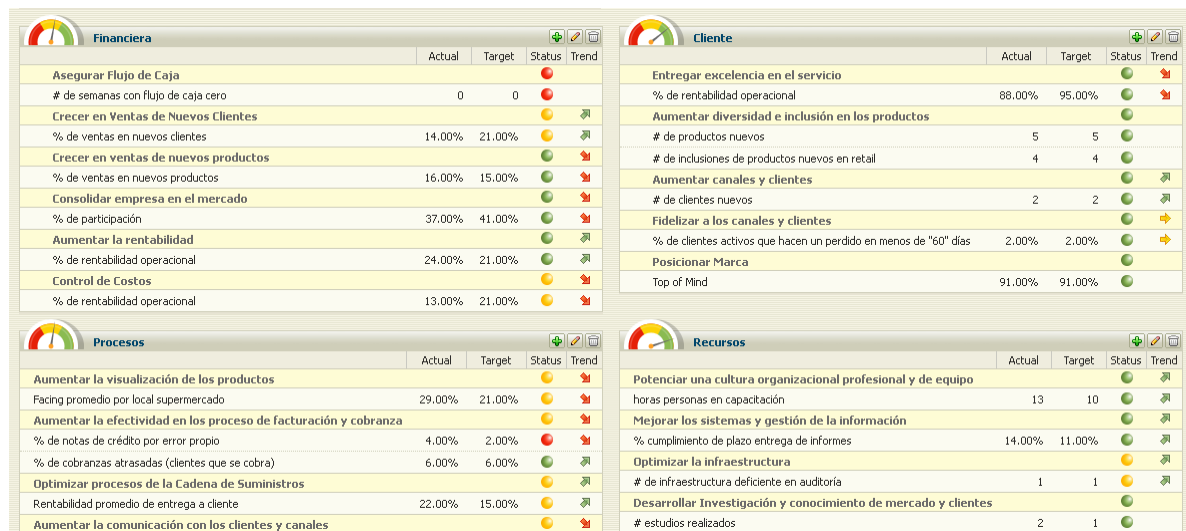 Financiera
Actual Target Status Trend
Asegurar Flujo de Caja
# de semanas con flujo de caja cero 0 0
Crecer en Ventas de Nuevos Clientes
% de ventas en nuevos clientes 14.00% 21.00%
Crecer en ventas de nuevos productos
% de ventas en nuevos productos 16.00% 15.00%
Consolidar empresa en el mercado
% de participación 37.00% 41.00%
Aumentar la rentabilidad
% de rentabilidad operacional 24.00% 21.00%
Control de Costos
% de rentabilidad operacional 13.00% 21.00%
Cliente
Actual Target Status Trend
Entregar excelencia en el servicio
% de rentabilidad operacional 88.00% 95.00%
Aumentar diversidad e inclusión en los productos
# de productos nuevos 5 5
# de inclusiones de productos nuevos en retail 4 4
Aumentar canales y clientes
# de clientes nuevos 2 2
Fidelizar a los canales y clientes
% de clientes activos que hacen un perdido en menos de "60" días 2.00% 2.00%
Posicionar Marca
Top of Mind 91.00% 91.00%
Procesos
Actual Target Status Trend
Aumentar la visualización de los productos
Facing promedio por local supermercado 29.00% 21.00%
Aumentar la efectividad en los proceso de facturación y cobranza
% de notas de crédito por error propio 4.00% 2.00%
% de cobranzas atrasadas (clientes que se cobra) 6.00% 6.00%
Optimizar procesos de la Cadena de Suministros
Rentabilidad promedio de entrega a cliente 22.00% 15.00%
Aumentar la comunicación con los clientes y canales
Recursos
Actual Target Status Trend
Potenciar una cultura organizacional profesional y de equipo
horas personas en capacitación 13 10
Mejorar los sistemas y gestión de la información
% cumplimiento de plazo entrega de informes 14.00% 11.00%
Optimizar la infraestructura
# de infraestructura deficiente en auditoría 1 1
Desarrollar Investigación y conocimiento de mercado y clientes
# estudios realizados 2 1